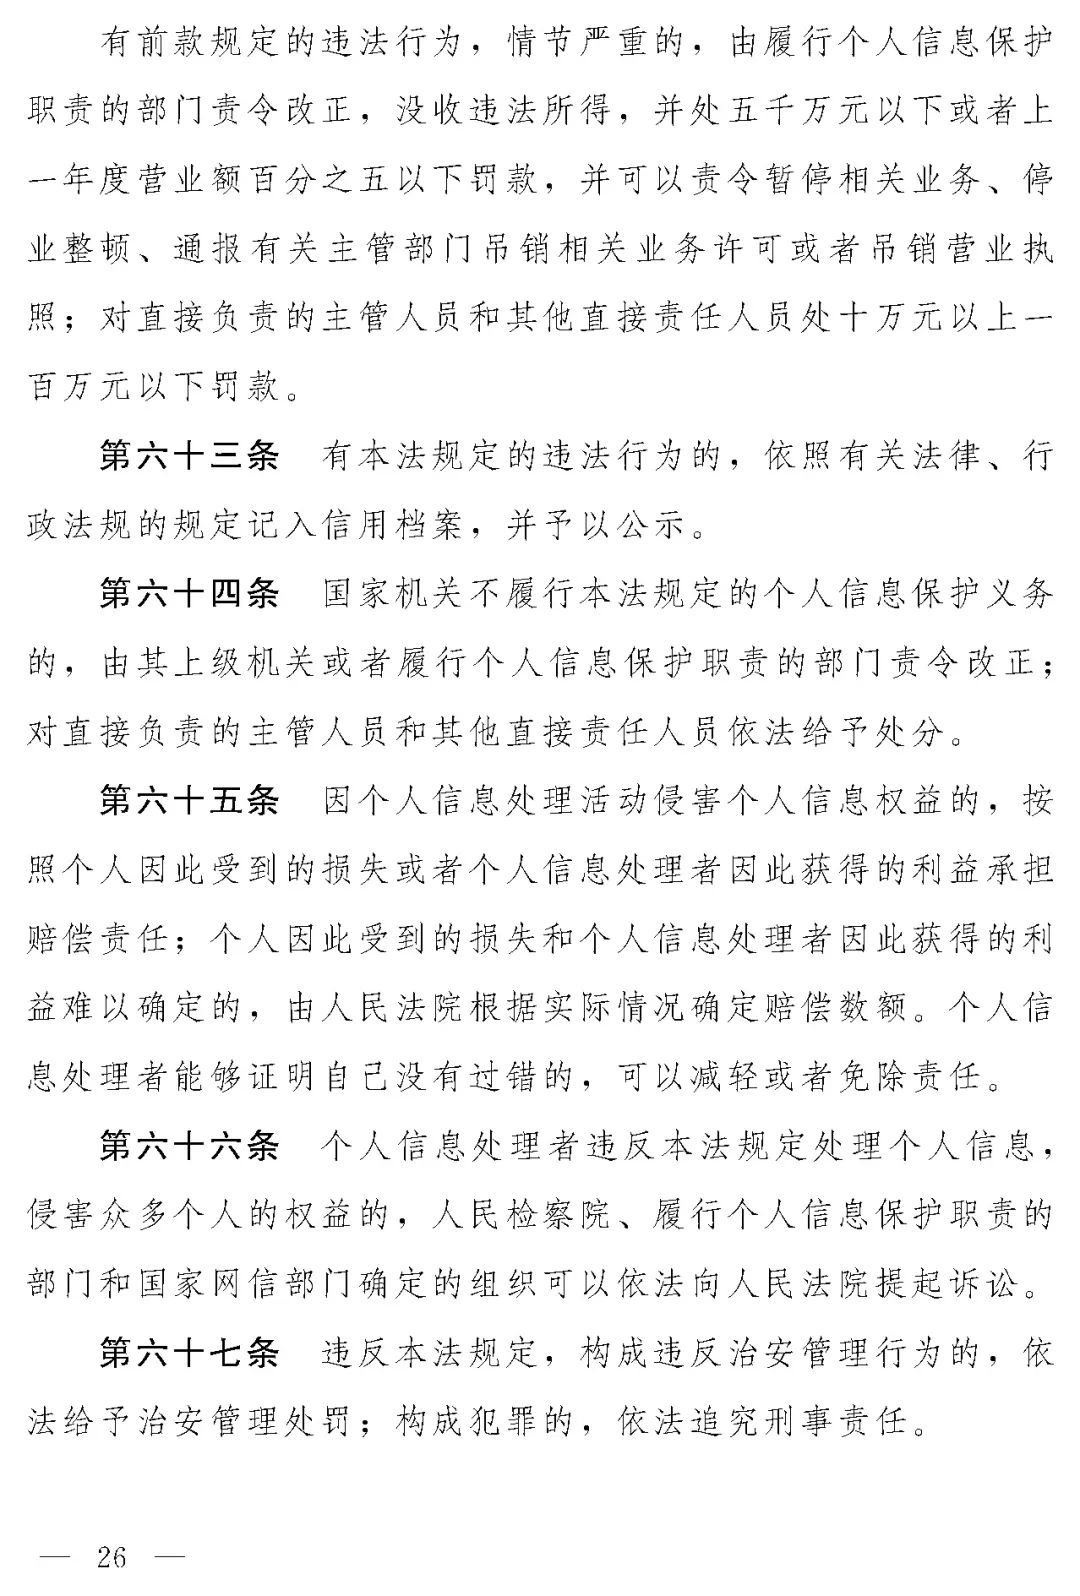 有前款规定的违法行为，情节严重的，由履行个人信息保护
职责的部门责令改正，没收违法所得，并处五千万元以下或者上
一年度营业额百分之五以下罚款，并可以责令暂停相关业务、停
业整顿、通报有关主管部门吊销相关业务许可或者吊销营业执
照；对直接负责的主管人员和其他直接责任人员处十万元以上一
百万元以下罚款。
第六十三条　有本法规定的违法行为的，依照有关法律、行
政法规的规定记入信用档案，并予以公示。
第六十四条　国家机关不履行本法规定的个人信息保护义务
的，由其上级机关或者履行个人信息保护职责的部门责令改正；
对直接负责的主管人员和其他直接责任人员依法给予处分。
第六十五条　因个人信息处理活动侵害个人信息权益的，按
照个人因此受到的损失或者个人信息处理者因此获得的利益承担
赔偿责任；个人因此受到的损失和个人信息处理者因此获得的利
益难以确定的，由人民法院根据实际情况确定赔偿数额。个人信
息处理者能够证明自己没有过错的，可以减轻或者免除责任。
第六十六条　个人信息处理者违反本法规定处理个人信息，
侵害众多个人的权益的，人民检察院、履行个人信息保护职责的
部门和国家网信部门确定的组织可以依法向人民法院提起诉讼。
第六十七条　违反本法规定，构成违反治安管理行为的，依
法给予治安管理处罚；构成犯罪的，依法追究刑事责任。
— 26 —